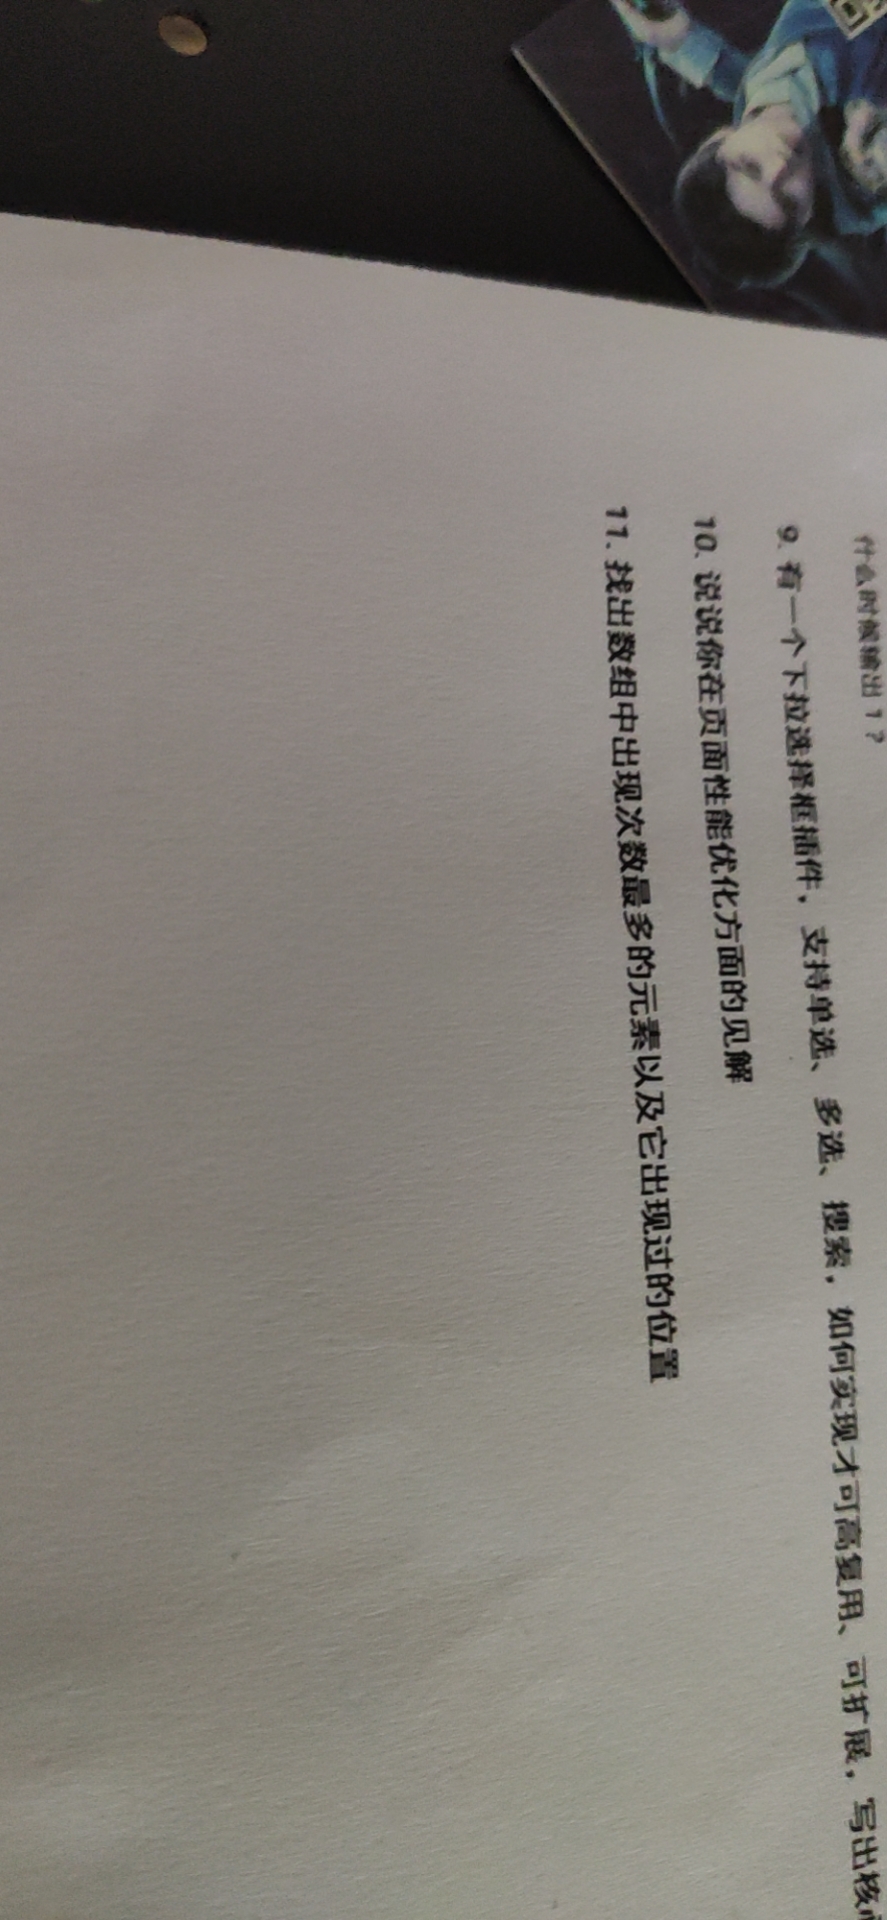 什么时候输出 1 ?
9. 有一个下拉选择框插件，支持单选、多选、搜索，如何实现才可高复用、可扩展，写出核
10. 说说你在页面性能优化方面的见解
11. 找出数组中出现次数最多的元素以及它出现过的位置